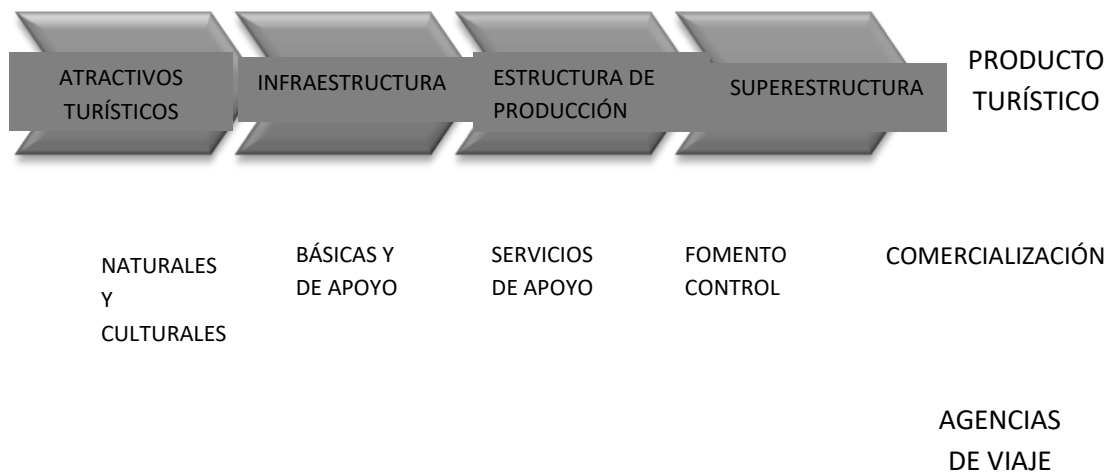 ATRACTIVOS
TURÍSTICOS
INFRAESTRUCTURA
ESTRUCTURA DE
PRODUCCIÓN
SUPERESTRUCTURA
PRODUCTO
TURÍSTICO
NATURALES
Y
CULTURALES
BÁSICAS Y
DE APOYO
SERVICIOS
DE APOYO
FOMENTO
CONTROL
COMERCIALIZACIÓN
AGENCIAS
DE VIAJE